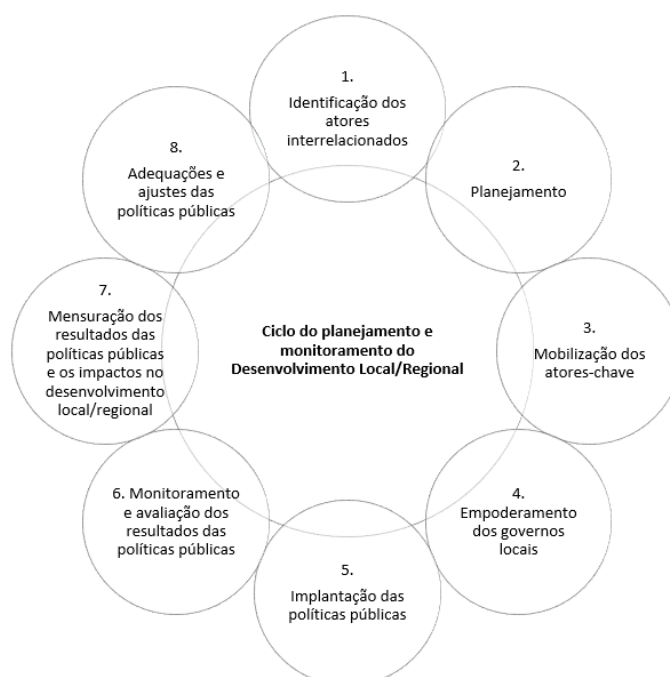 1.
Identificação dos
atores
interrelacionados
2.
Planejamento
3.
Mobilização dos
atores-chave
4.
Empoderamento
dos governos
locais
5.
Implantação das
políticas públicas
6. Monitoramento
e avaliação dos
resultados das
políticas públicas
7.
Mensuração dos
resultados das
políticas públicas
e os impactos no
desenvolvimento
local/regional
8.
Adequações e
ajustes das
políticas públicas
Ciclo do planejamento e
monitoramento do
Desenvolvimento Local/Regional